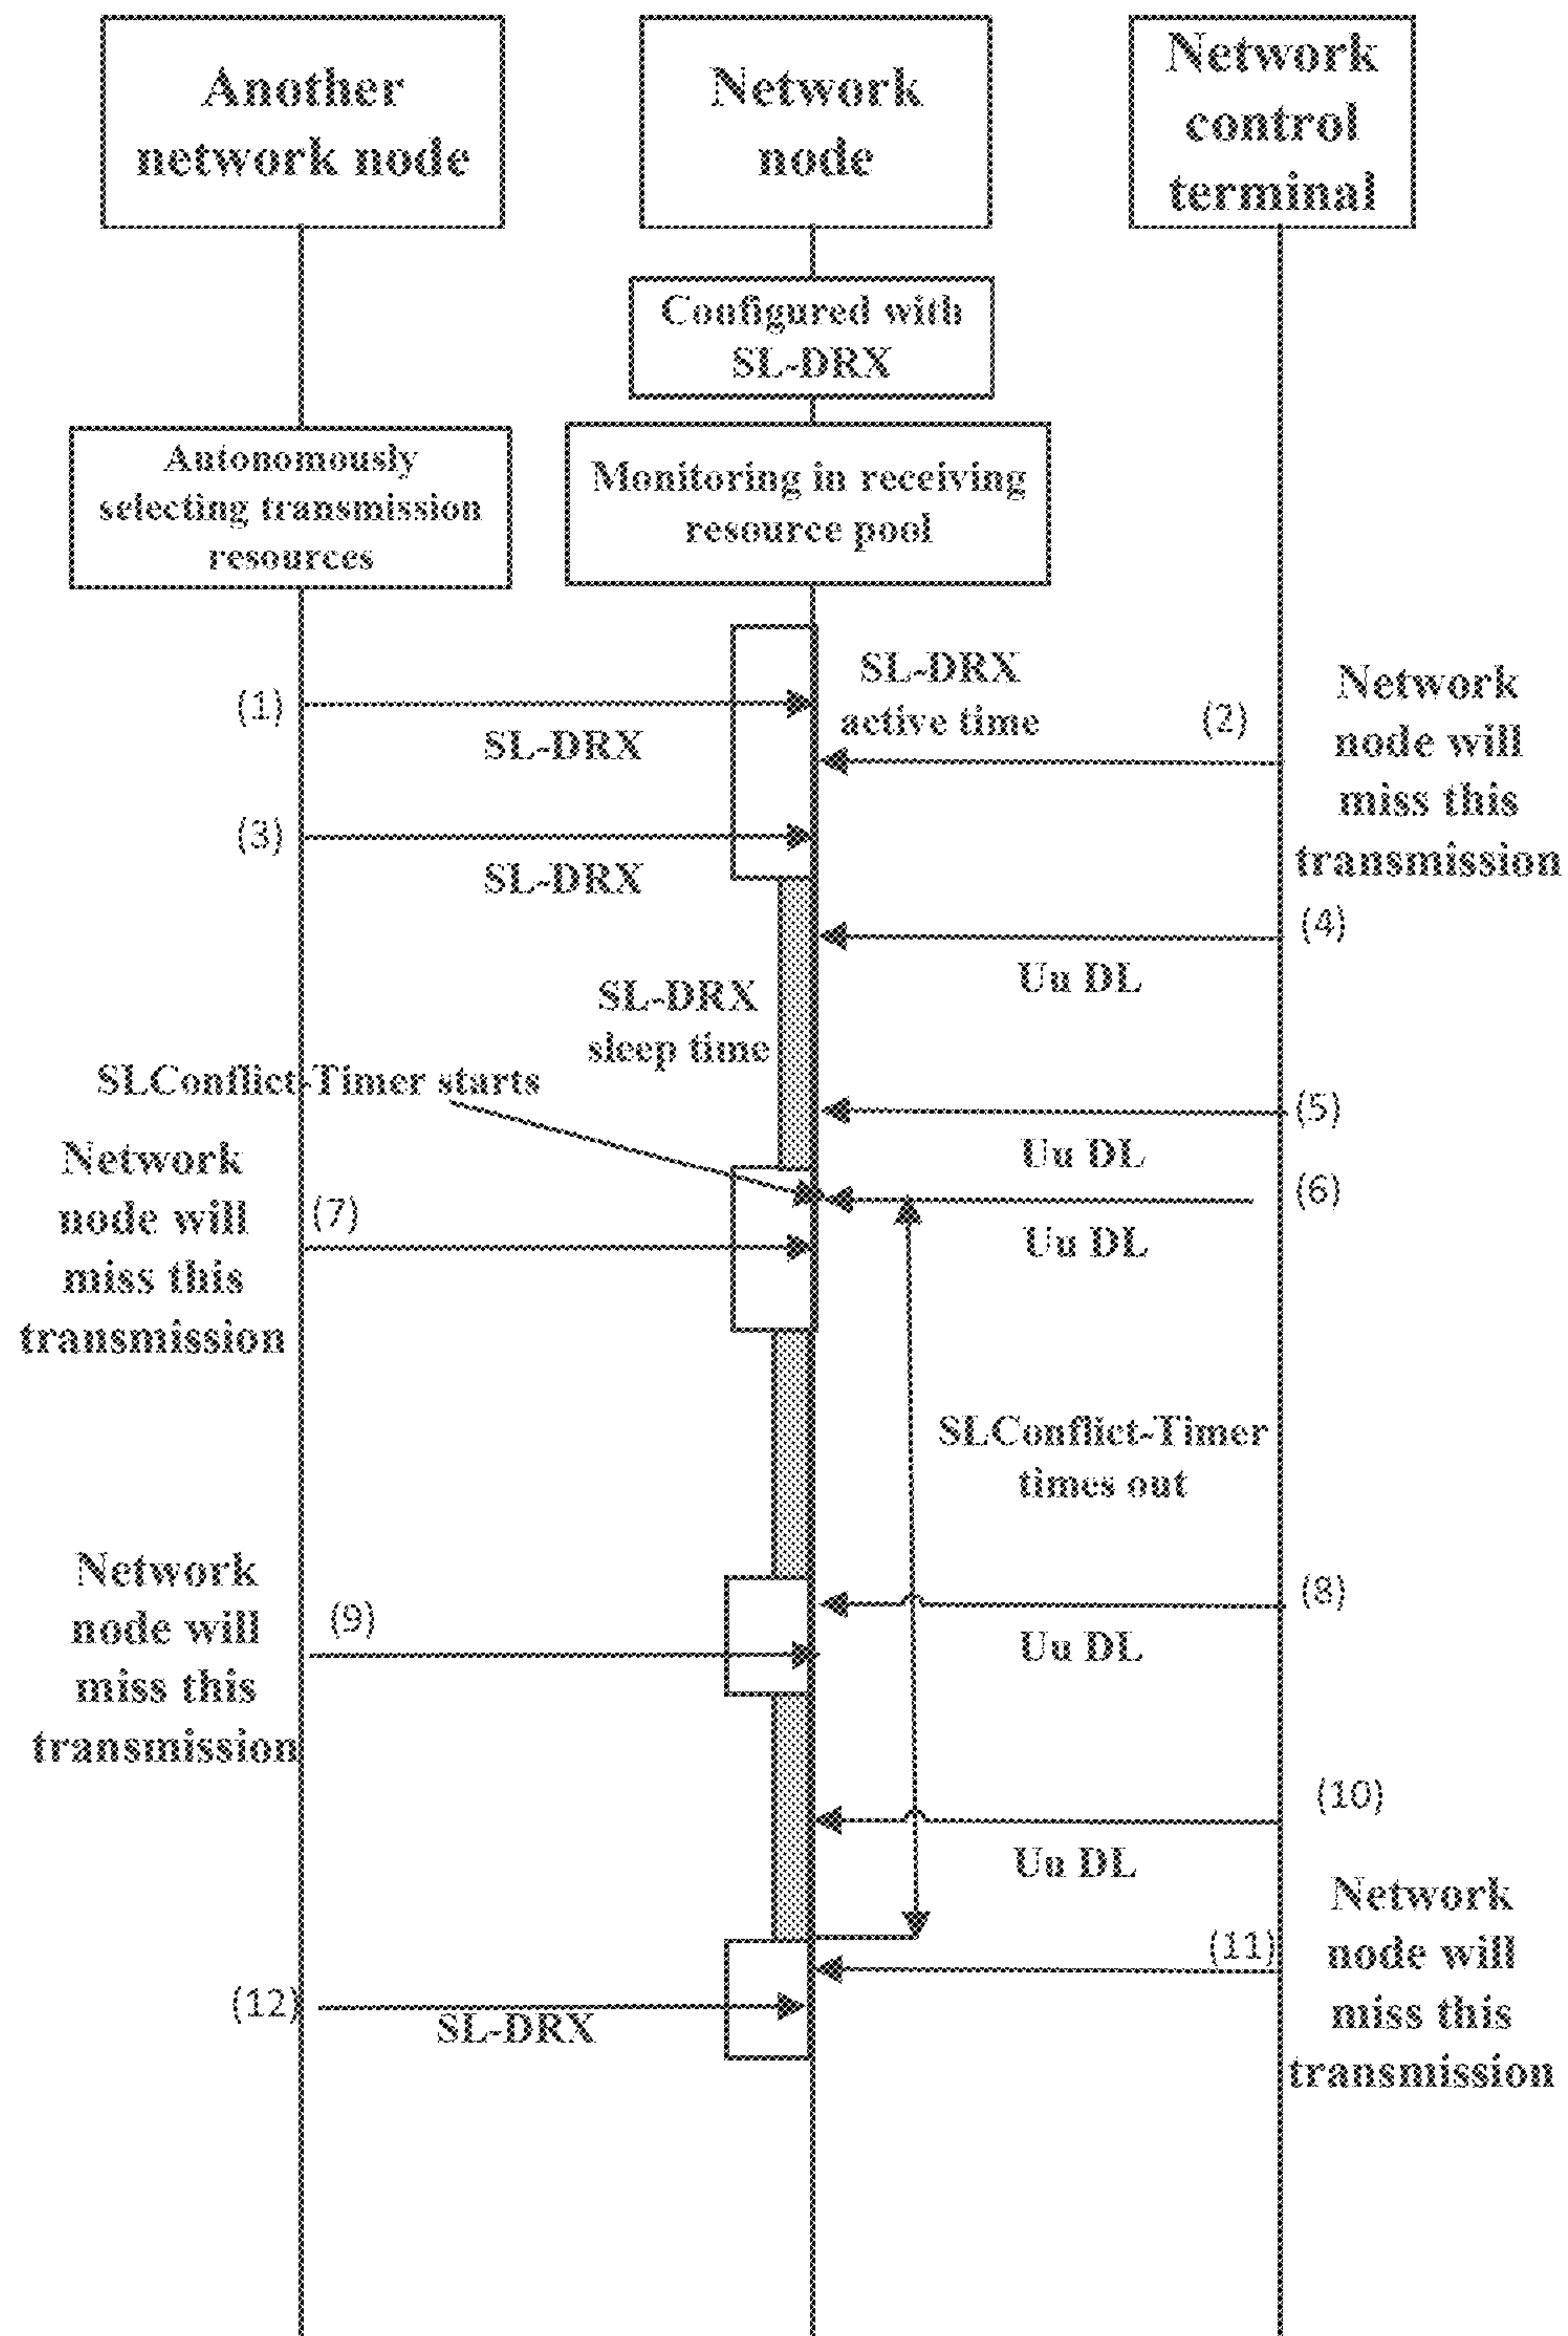 Another
network node
Network
node
Network
control
terminal
Configured with
SL-DRX
Autonomously
selecting transmission
resources
Monitoring in receiving
resource pool
(1)
SL-DRX
SL-DRX
active time
(2)
Network
node will
miss this
transmission
(3)
SL-DRX
(4)
Uu DL
SL-DRX
sleep time
SLConflict-Timer starts
(5)
Uu DL
Network
node will
miss this
transmission
(6)
Uu DL
(7)
SLConflict-Timer
times out
Network
node will
miss this
transmission
(8)
Uu DL
(9)
(10)
Uu DL
(11)
Network
node will
miss this
transmission
(12)
SL-DRX